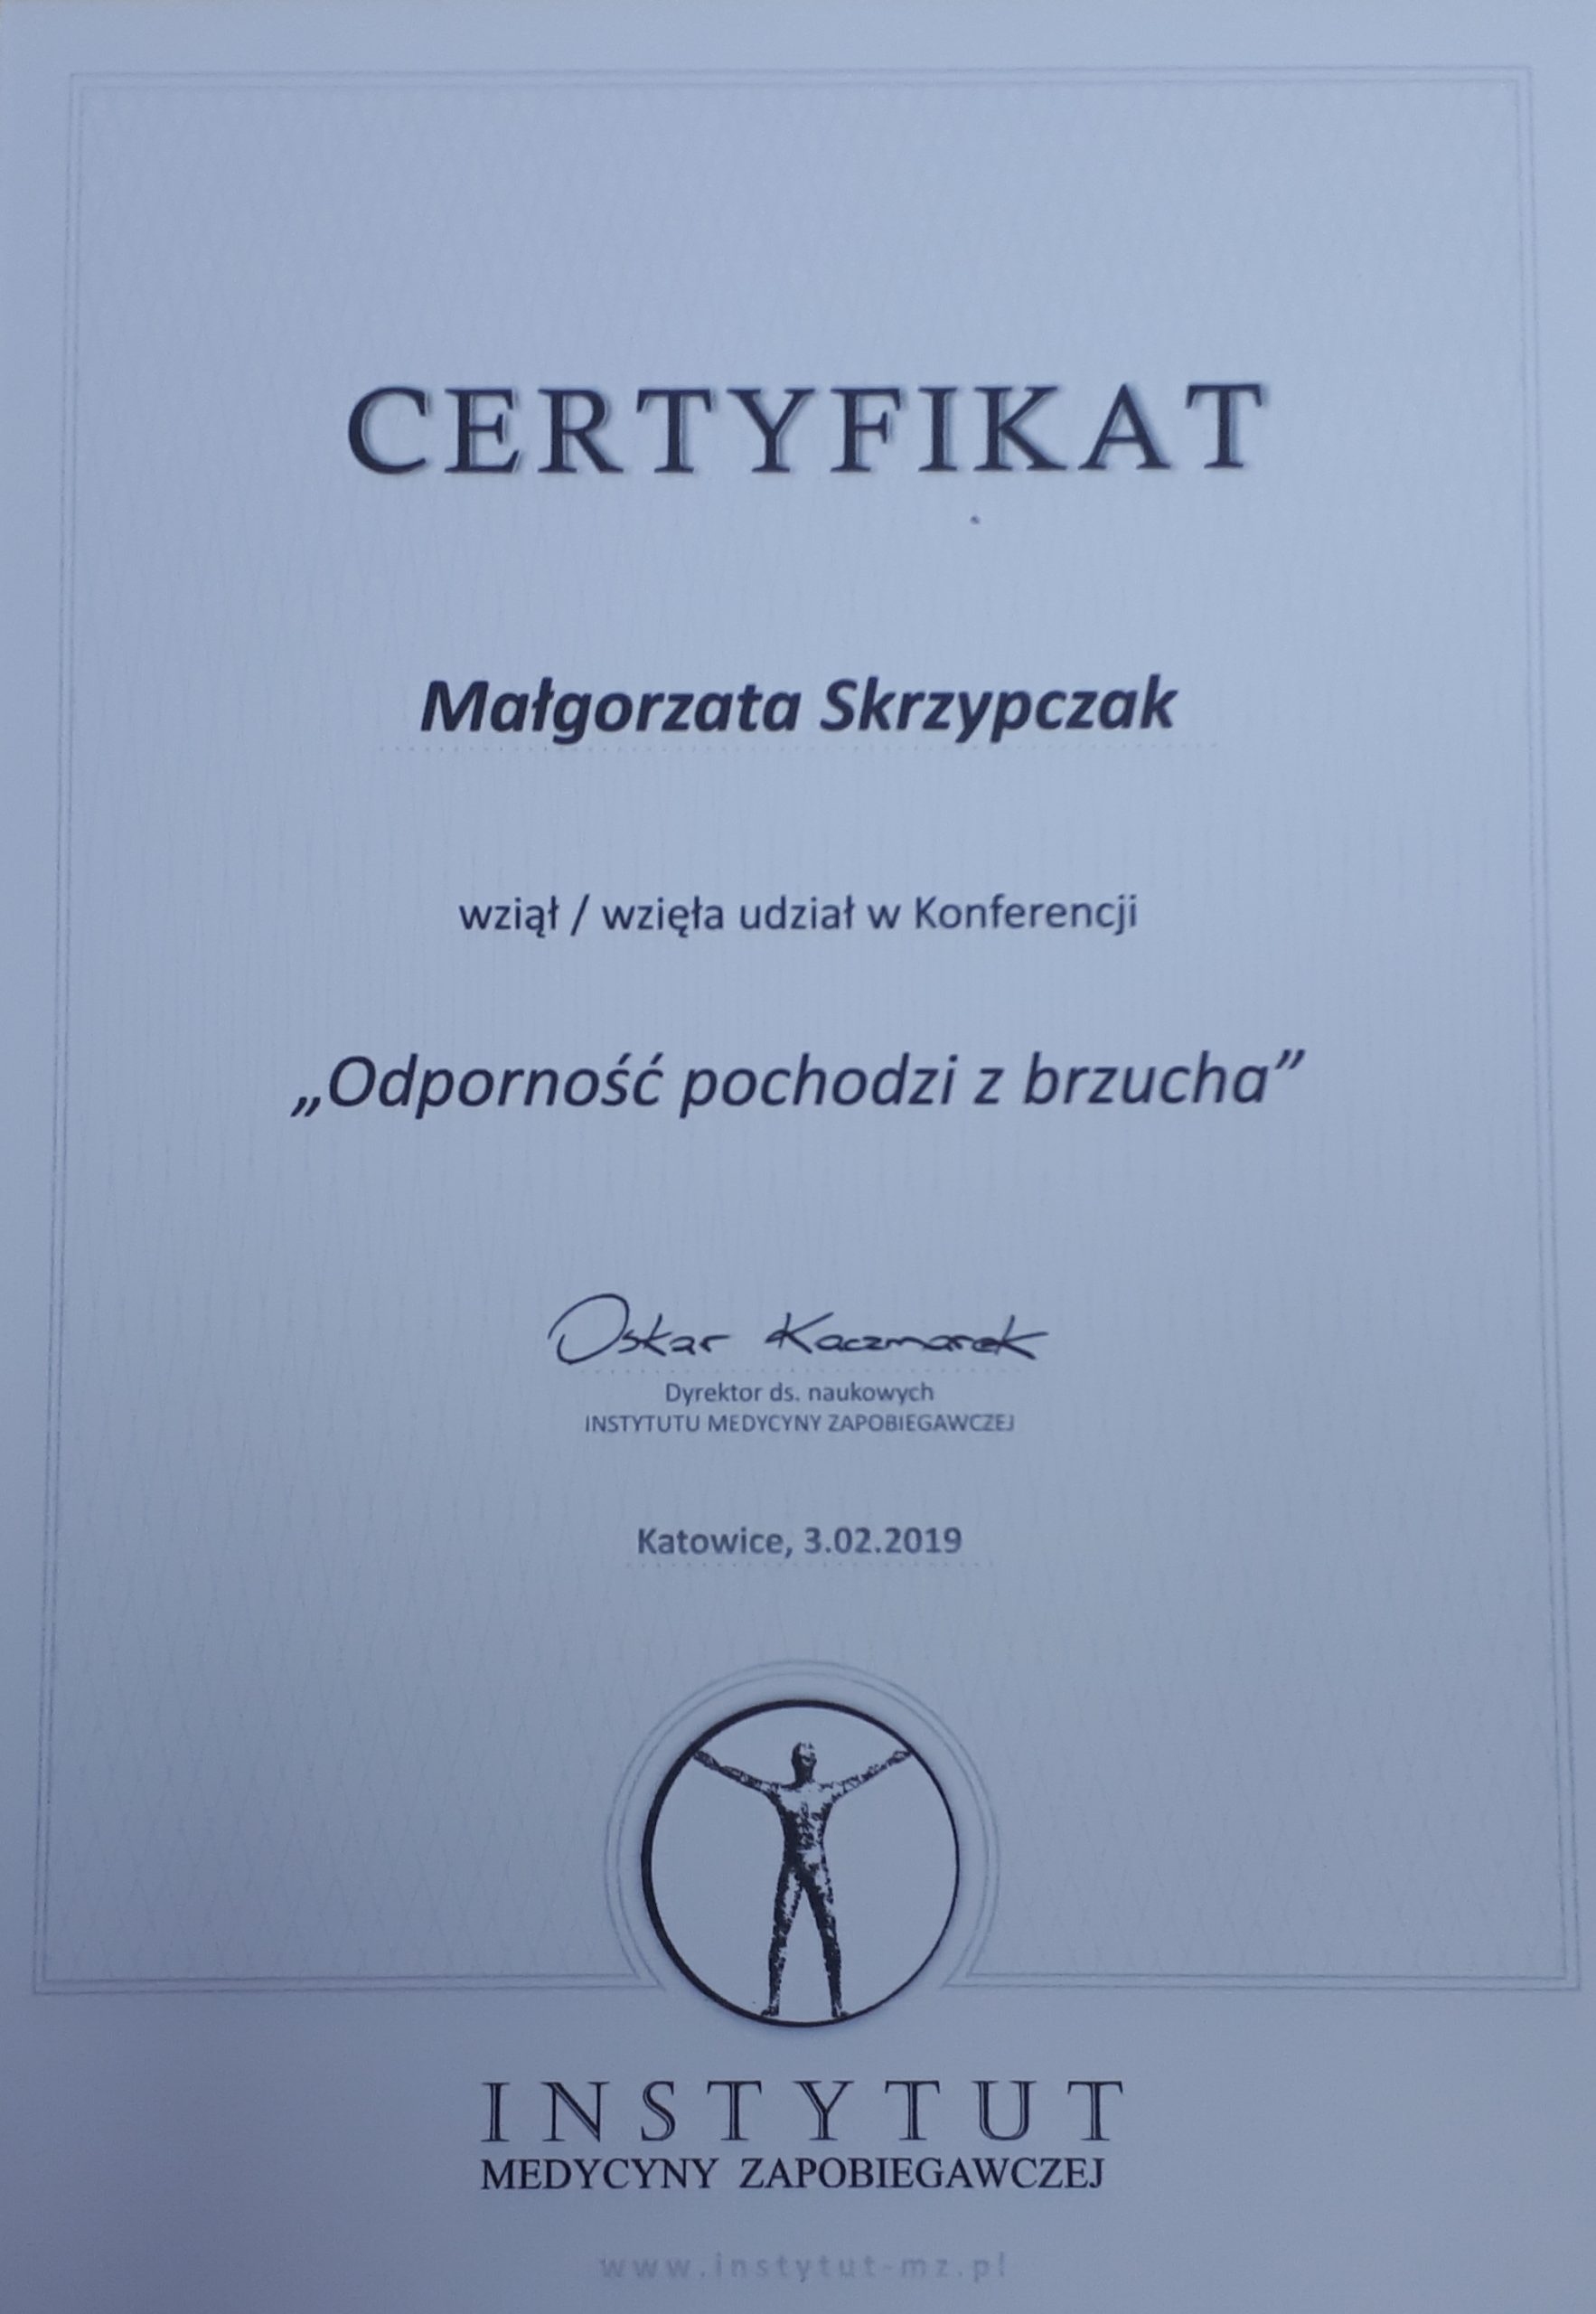 CERTYFIKAT
Małgorzata Skrzypczak
wziął / wzięła udział w Konferencji
„Odporność pochodzi z brzucha”
Oskar Kaczmarek
Dyrektor ds. naukowych
INSTYTUTU MEDYCYNY ZAPOBIEGAWCZEJ
Katowice, 3.02.2019
INSTYTUT
MEDYCYNY ZAPOBIEGAWCZEJ
www.instytut-mz.pl